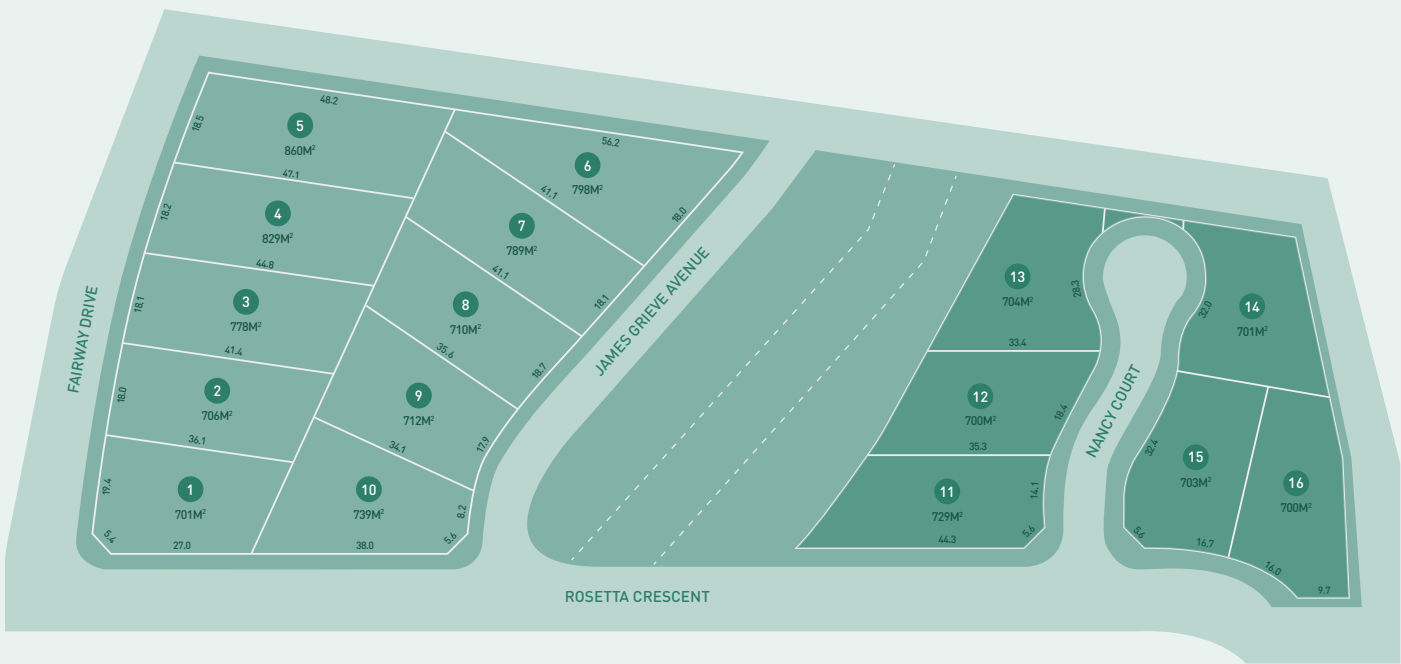 48.2
18.5
5
860M²
47.1
18.2
4
829M²
44.8
18.1
3
778M²
41.4
18.0
2
706M²
36.1
19.4
1
701M²
5.4
27.0
56.2
6
798M²
41.1
18.0
7
789M²
41.1
18.1
8
710M²
35.6
18.7
9
712M²
34.1
17.9
10
739M²
8.2
5.6
38.0
FAIRWAY DRIVE
JAMES GRIEVE AVENUE
ROSETTA CRESCENT
NANCY COURT
13
704M²
28.3
33.4
12
700M²
18.4
35.3
11
729M²
14.1
5.6
44.3
14
701M²
32.0
15
703M²
32.4
5.6
16.7
16
700M²
16.0
9.7